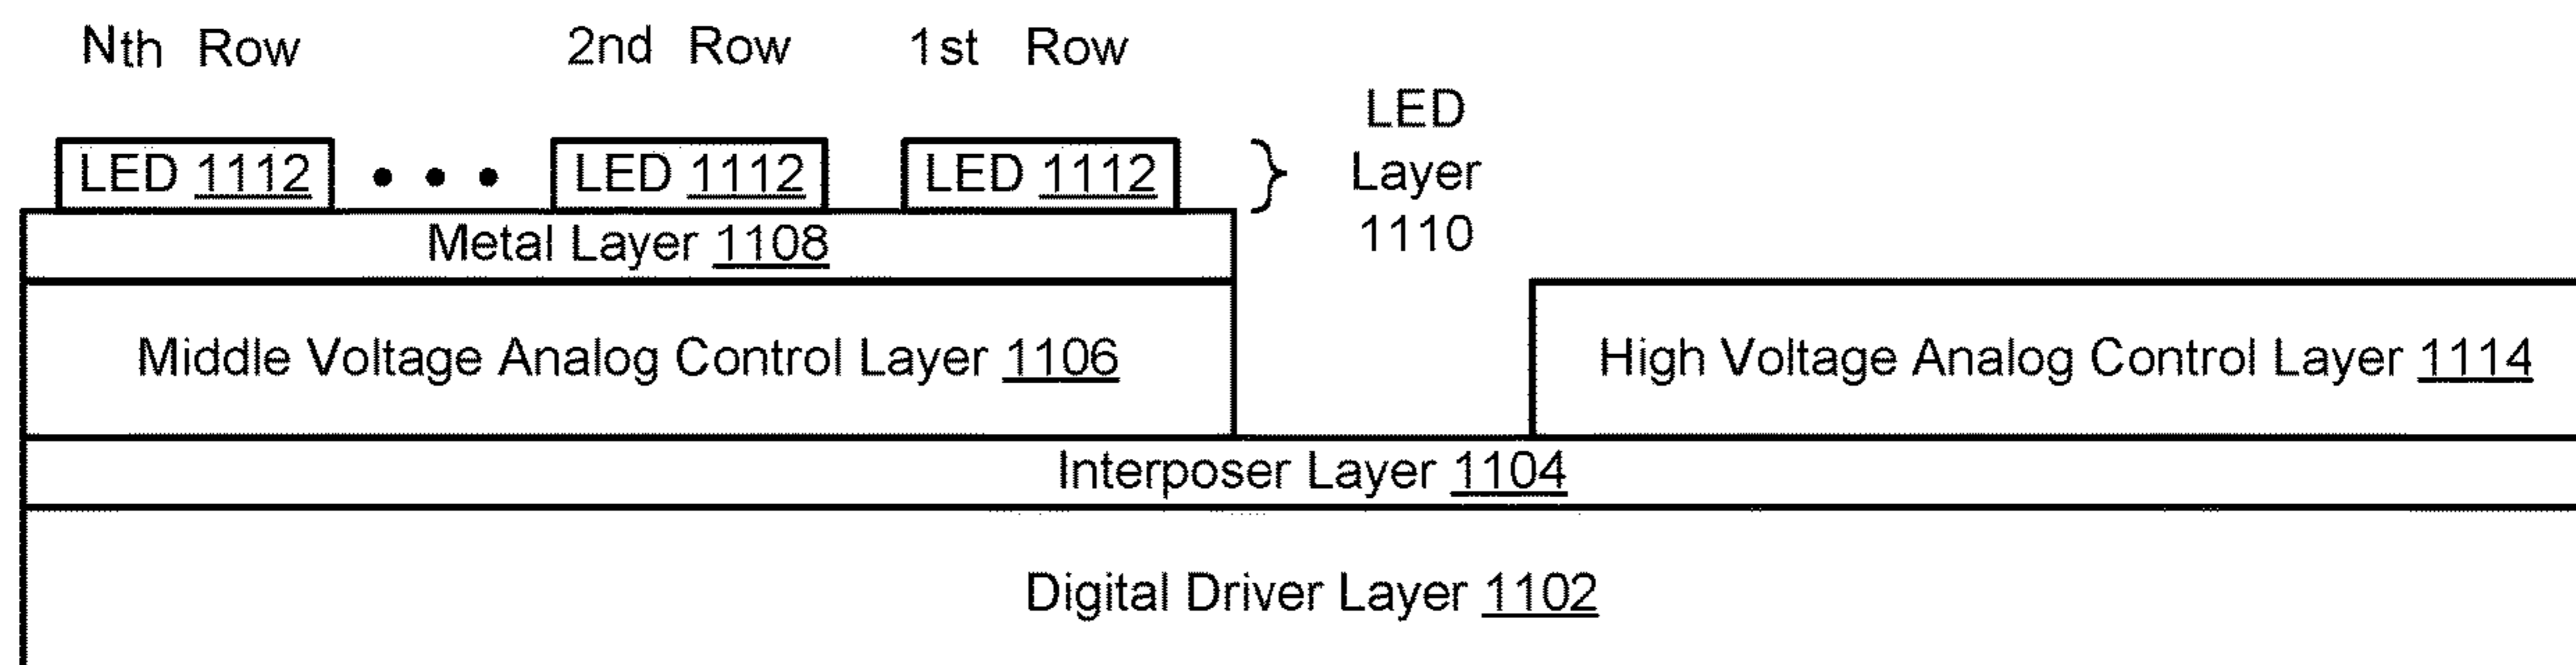 Nth Row 2nd Row 1st Row
LED
Layer
1110
LED 1112 LED 1112 LED 1112
Metal Layer 1108
Middle Voltage Analog Control Layer 1106
High Voltage Analog Control Layer 1114
Interposer Layer 1104
Digital Driver Layer 1102